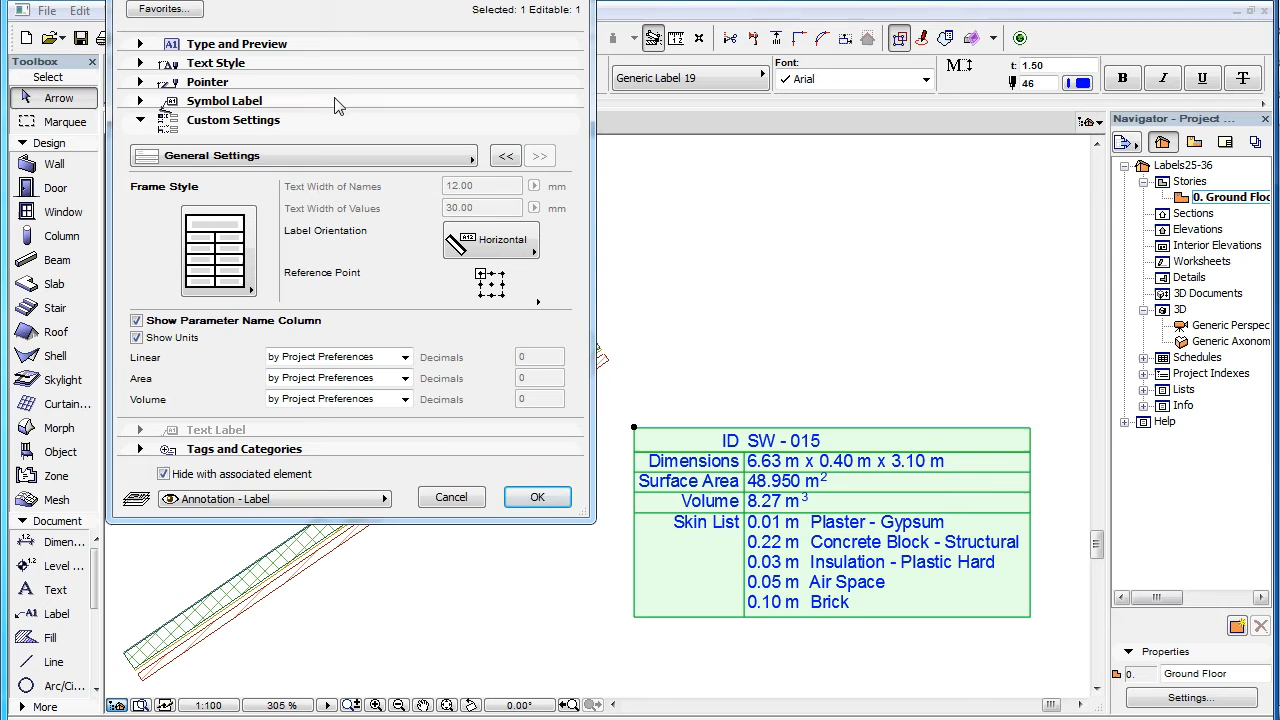 File Edit
Favorites...
Selected: 1 Editable: 1
Type and Preview
Text Style
Pointer
Symbol Label
Custom Settings
General Settings
<< >>
Frame Style
Text Width of Names 12.00 mm
Text Width of Values 30.00 mm
Label Orientation Horizontal
Reference Point
Show Parameter Name Column
Show Units
Linear by Project Preferences Decimals 0
Area by Project Preferences Decimals 0
Volume by Project Preferences Decimals 0
Text Label
Tags and Categories
Hide with associated element
Annotation - Label
Cancel OK
Toolbox
Select
Arrow
Marquee
Design
Wall
Door
Window
Column
Beam
Slab
Stair
Roof
Shell
Skylight
Curtain...
Morph
Object
Zone
Mesh
Document
Dimen...
Level ...
Text
Label
Fill
Line
Arc/Ci...
More
Generic Label 19
Font:
Arial
t: 1.50
46
B I U T
ID SW - 015
Dimensions 6.63 m x 0.40 m x 3.10 m
Surface Area 48.950 m²
Volume 8.27 m³
Skin List 0.01 m Plaster - Gypsum
0.22 m Concrete Block - Structural
0.03 m Insulation - Plastic Hard
0.05 m Air Space
0.10 m Brick
1:100 305 % 0.00°
Navigator - Project ...
Labels25-36
Stories
0. Ground Floo
Sections
Elevations
Interior Elevations
Worksheets
Details
3D Documents
3D
Generic Perspec
Generic Axonom
Schedules
Project Indexes
Lists
Info
Help
Properties
0. Ground Floor
Settings...